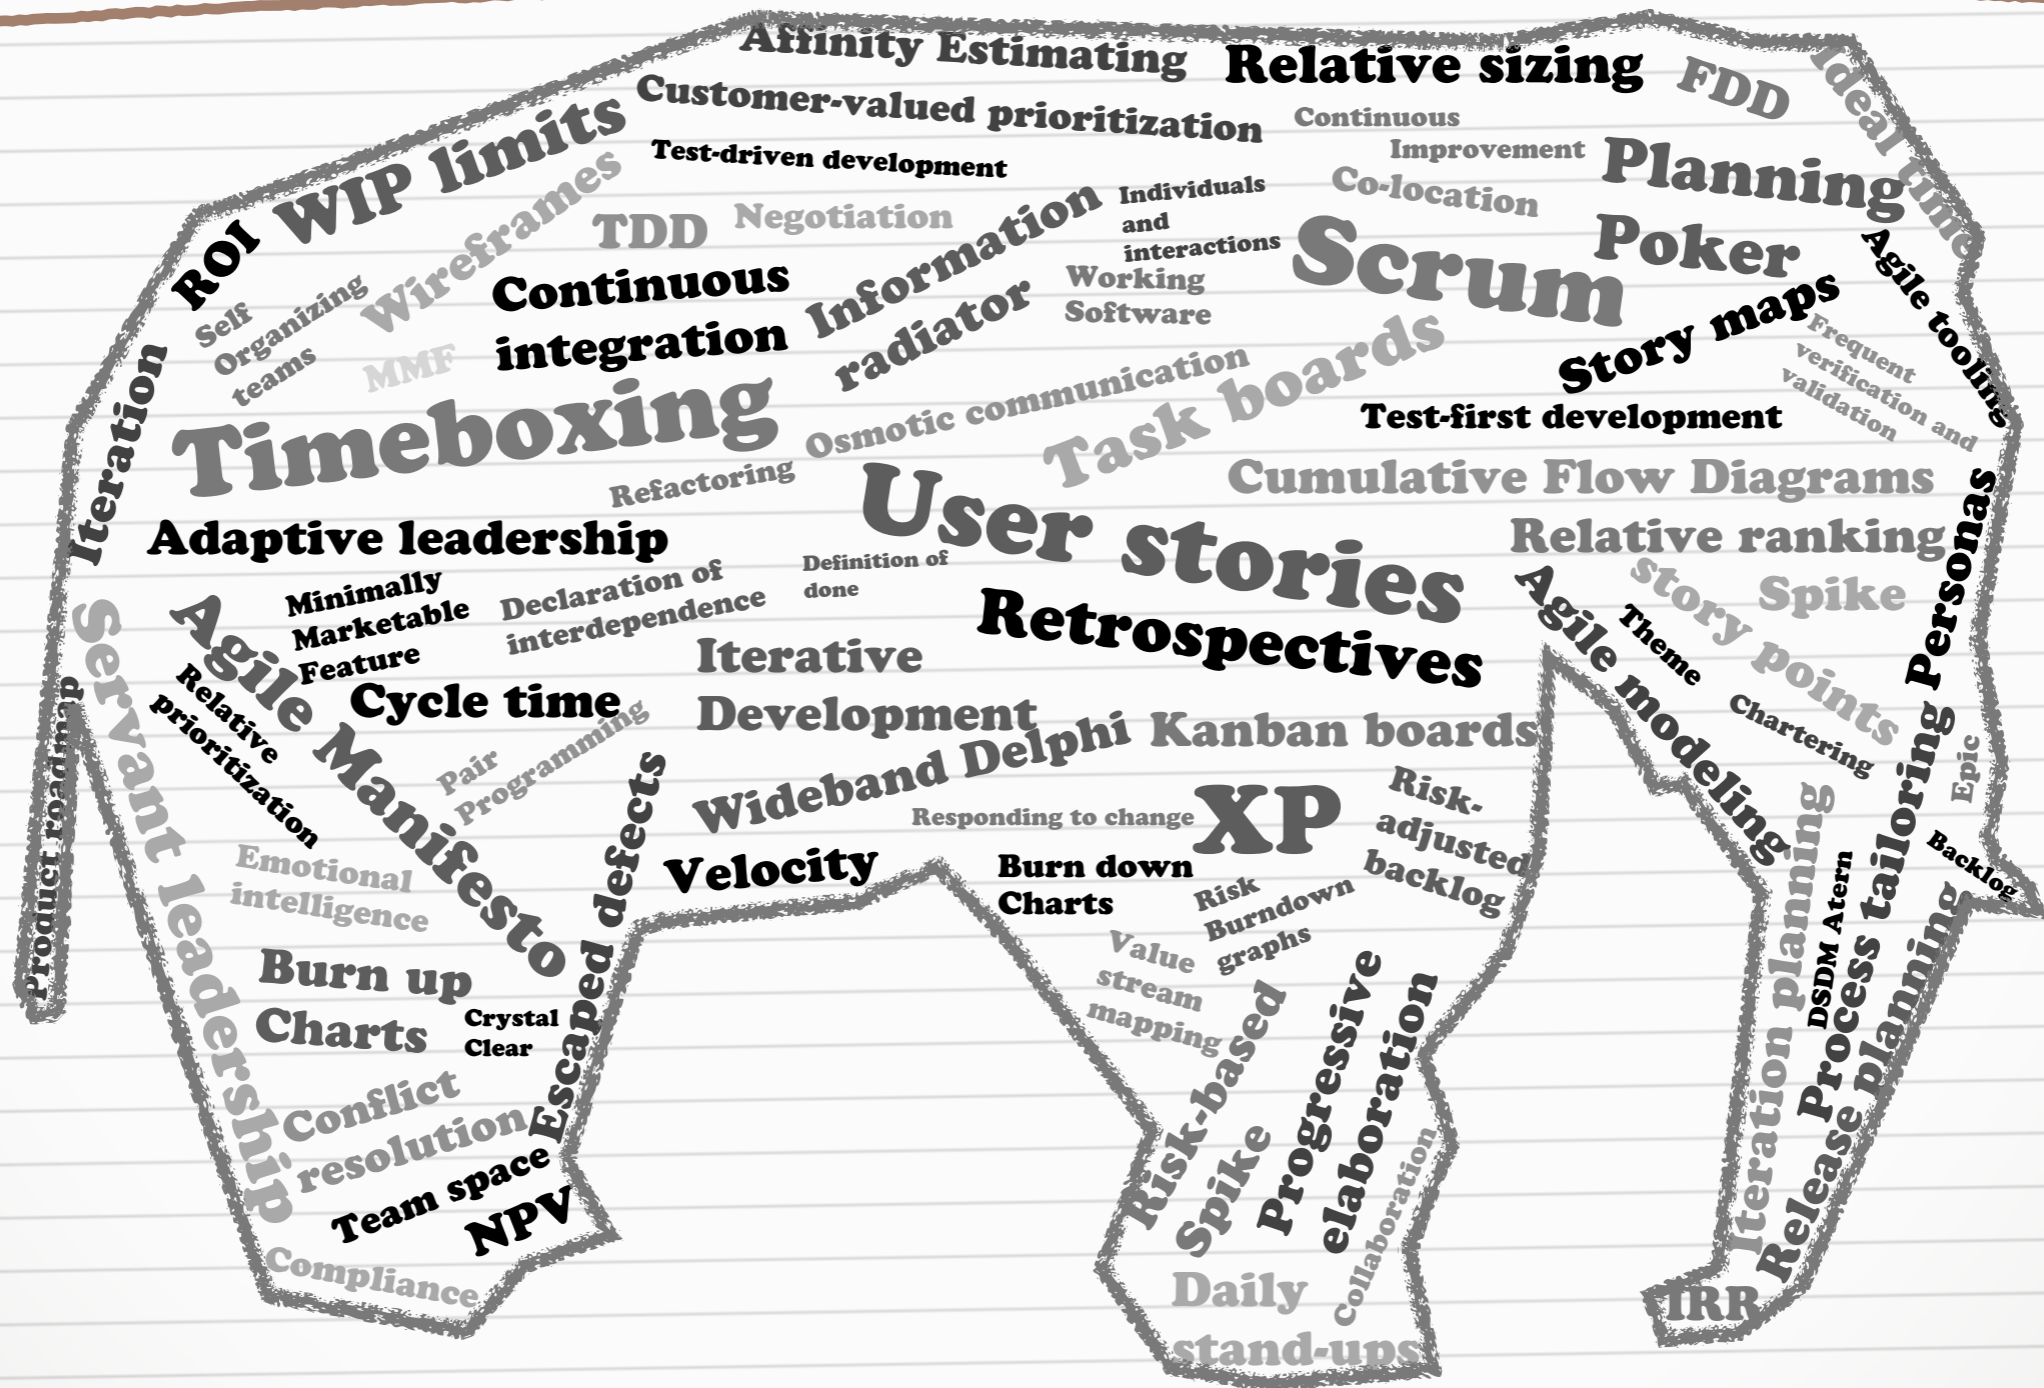 Affinity Estimating
Relative sizing
FDD
Ideal time
Customer-valued prioritization
Continuous
Improvement
WIP limits
Test-driven development
Planning
Poker
Wireframes
TDD
Negotiation
Information
radiator
Individuals
and
interactions
Co-location
ROI
Scrum
Agile tooling
Self
Organizing
teams
Continuous
integration
Working
Software
Story maps
Frequent
verification and
validation
MMF
Iteration
Timeboxing
Osmotic communication
Task boards
Test-first development
Refactoring
User stories
Cumulative Flow Diagrams
Personas
Adaptive leadership
Relative ranking
Minimally
Marketable
Feature
Declaration of
interdependence
Definition of
done
Retrospectives
Agile modeling
Theme
story points
Spike
Servant leadership
Agile Manifesto
Relative
prioritization
Cycle time
Iterative
Development
Product roadmap
Pair
Programming
Wideband Delphi
Kanban boards
Chartering
Epic
Process tailoring
Escaped defects
Responding to change
XP
Risk-
adjusted
backlog
Iteration planning
Velocity
Burn down
Charts
Emotional
intelligence
Risk
Burndown
graphs
DSDM Atern
Backlog
Value
stream
mapping
Release planning
Burn up
Charts
Crystal
Clear
Risk-based
Spike
Progressive
elaboration
Conflict
resolution
Collaboration
Team space
NPV
Compliance
Daily
stand-ups
IRR